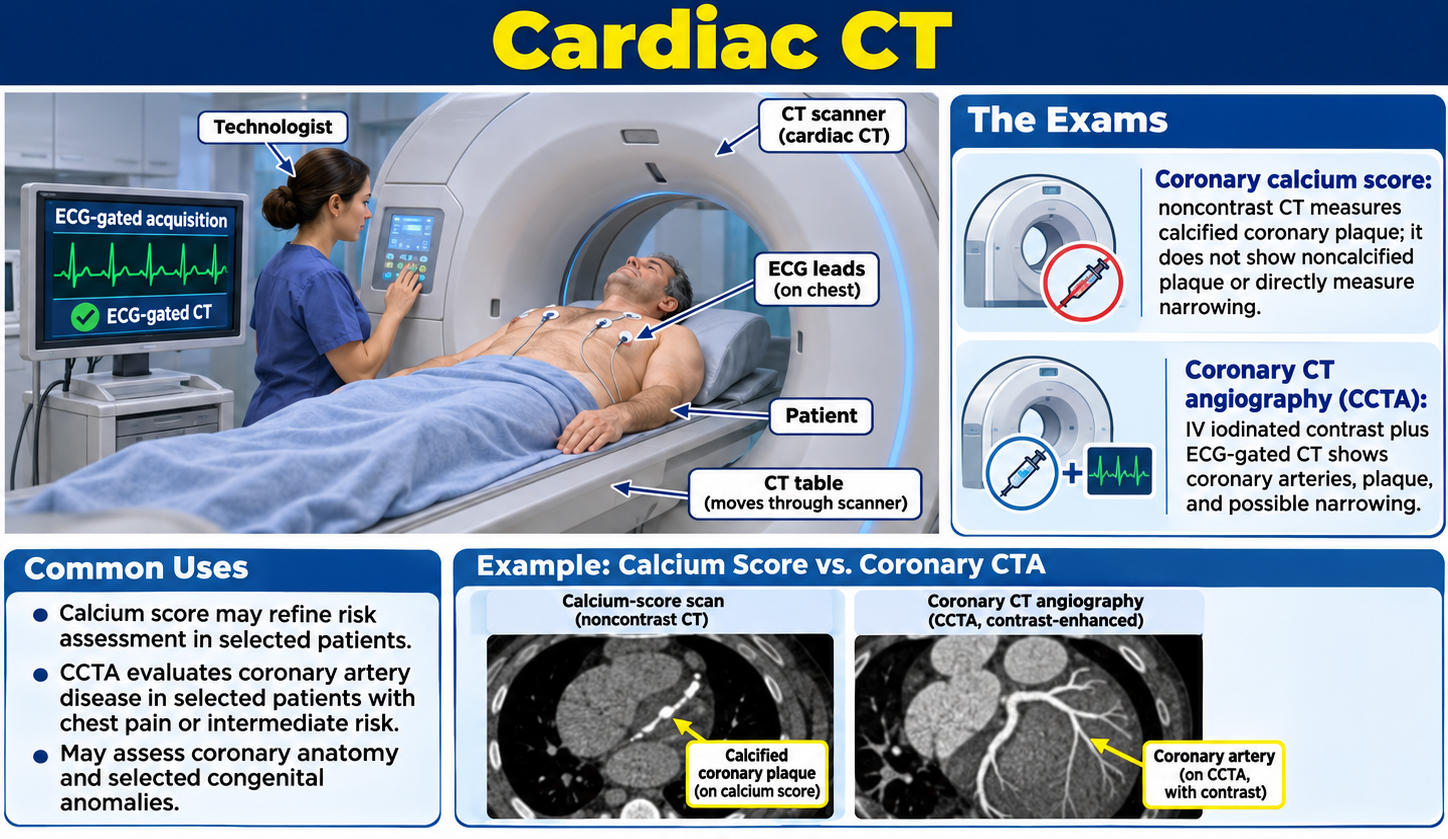 Cardiac CT
Technologist
CT scanner
(cardiac CT)
ECG-gated acquisition
ECG-gated CT
ECG leads
(on chest)
Patient
CT table
(moves through scanner)
The Exams
Coronary calcium score:
noncontrast CT measures
calcified coronary plaque; it
does not show noncalcified
plaque or directly measure
narrowing.
Coronary CT
angiography (CCTA):
IV iodinated contrast plus
ECG-gated CT shows
coronary arteries, plaque,
and possible narrowing.
Common Uses
Calcium score may refine risk
assessment in selected patients.
CCTA evaluates coronary artery
disease in selected patients with
chest pain or intermediate risk.
May assess coronary anatomy
and selected congenital
anomalies.
Example: Calcium Score vs. Coronary CTA
Calcium-score scan
(noncontrast CT)
Calcified
coronary plaque
(on calcium score)
Coronary CT angiography
(CCTA, contrast-enhanced)
Coronary artery
(on CCTA,
with contrast)